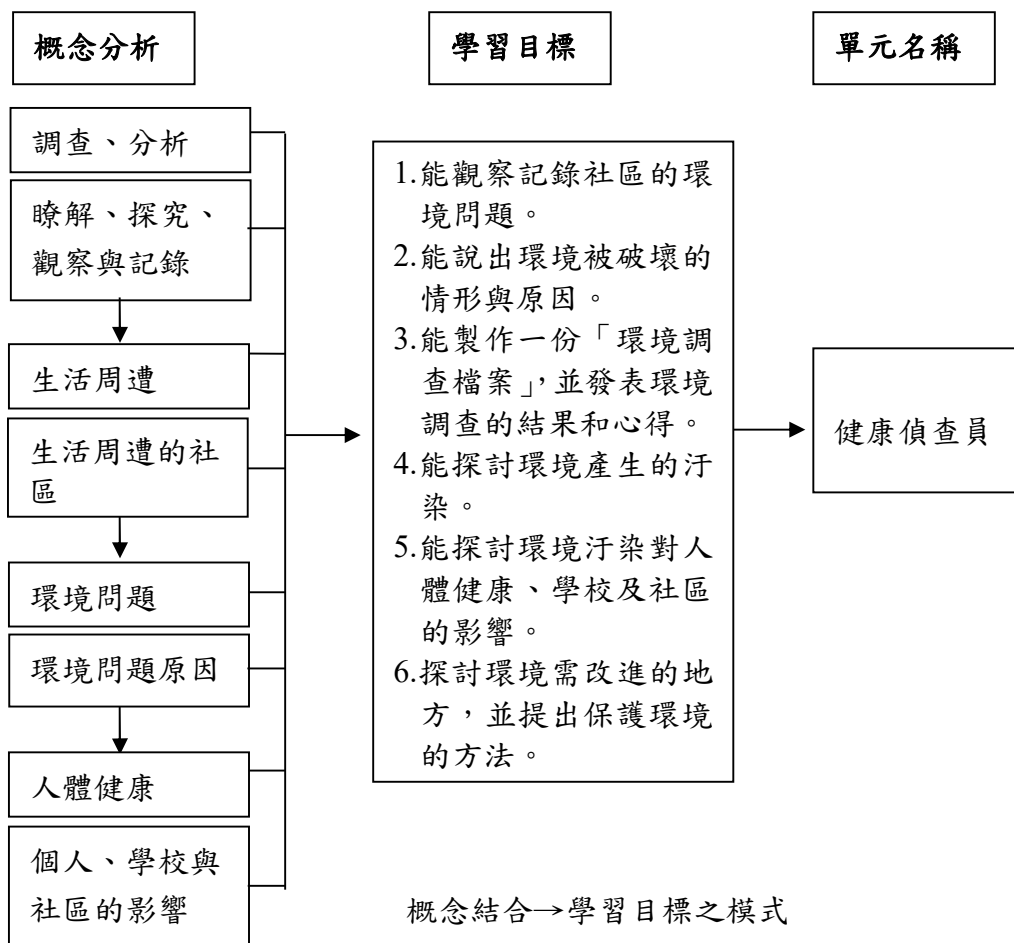 概念分析
學習目標
單元名稱
調查、分析
瞭解、探究、
觀察與記錄
生活周遭
生活周遭的社
區
環境問題
環境問題原因
人體健康
個人、學校與
社區的影響
1.能觀察記錄社區的環
境問題。
2.能說出環境被破壞的
情形與原因。
3.能製作一份「環境調
查檔案」，並發表環境
調查的結果和心得。
4.能探討環境產生的汙
染。
5.能探討環境汙染對人
體健康、學校及社區
的影響。
6.探討環境需改進的地
方，並提出保護環境
的方法。
健康偵查員
概念結合→學習目標之模式